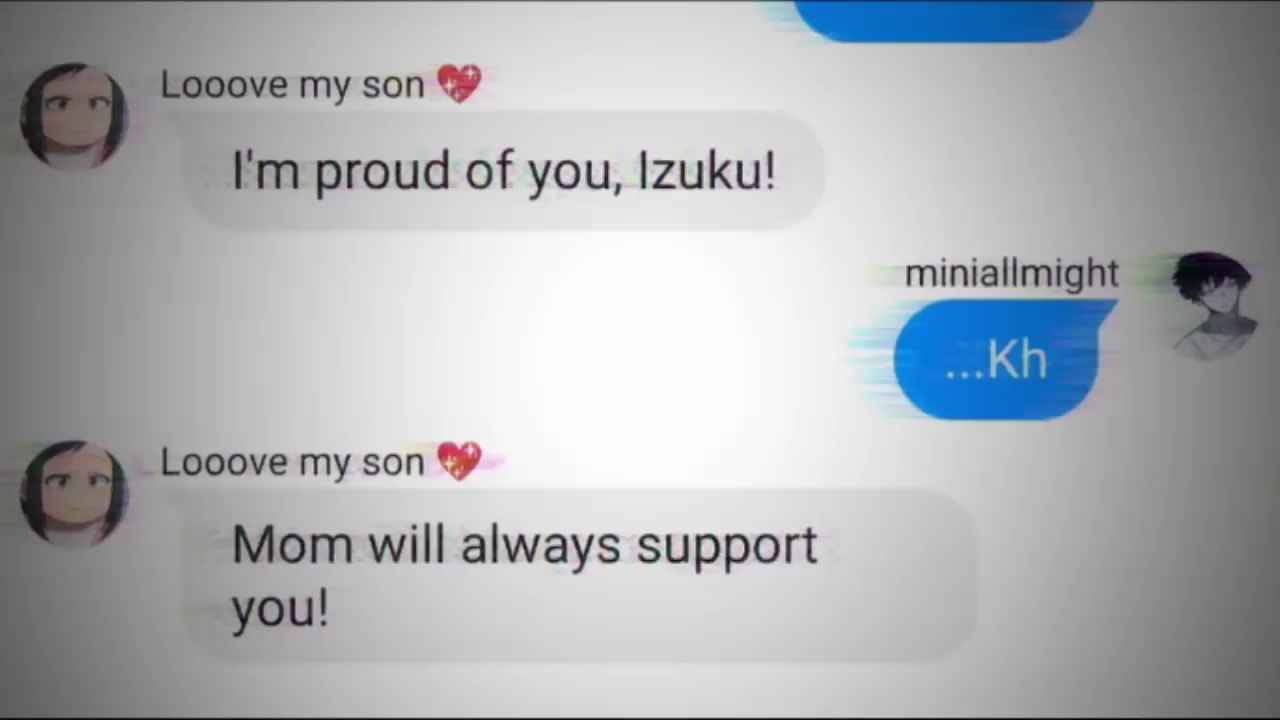 Looove my son 💖
I'm proud of you, Izuku!
miniallmight
...Kh
Looove my son 💖
Mom will always support
you!